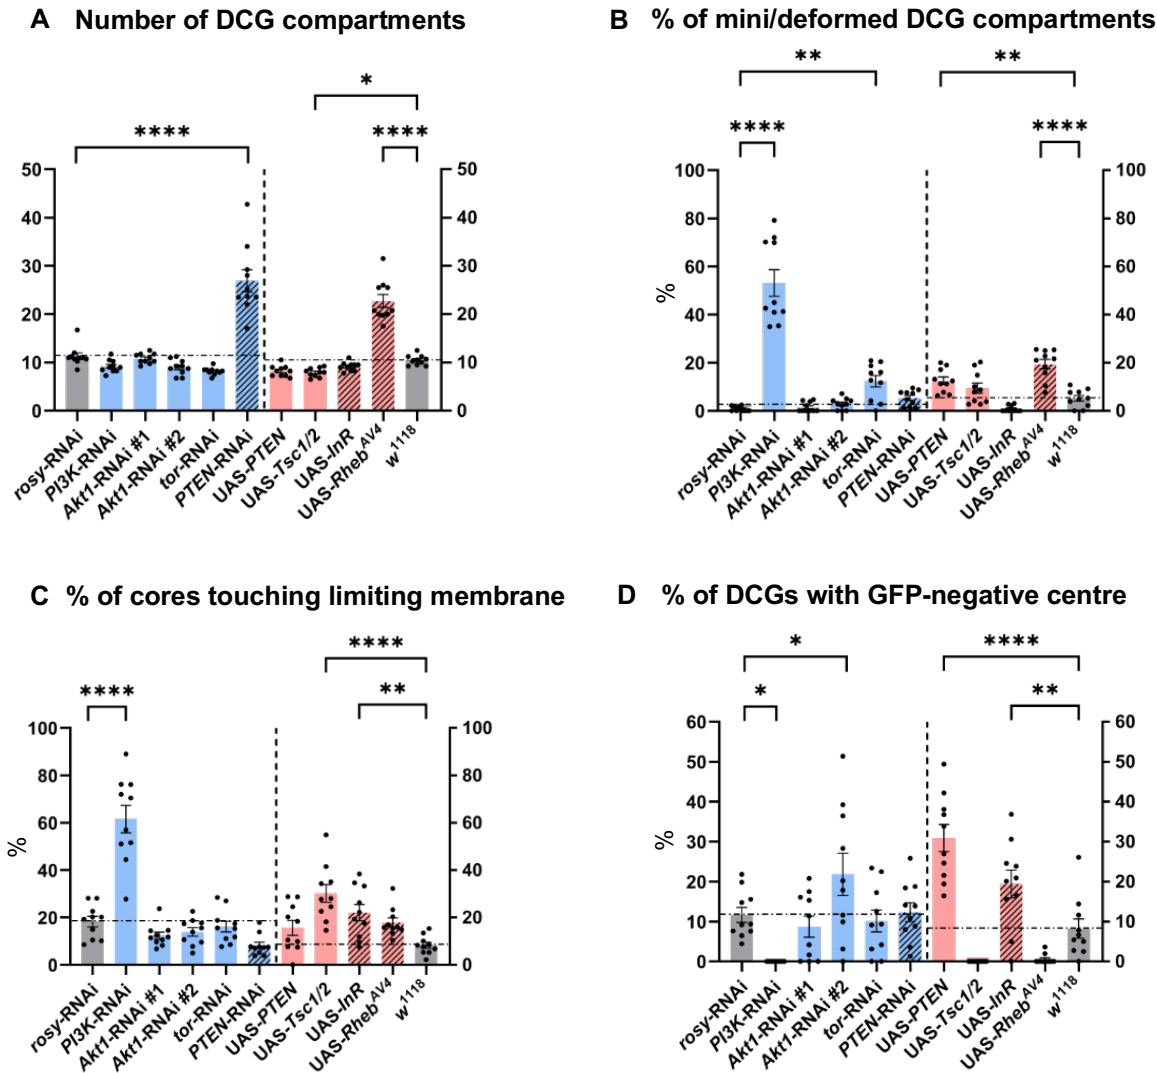 A Number of DCG compartments
*
**** ****
50 50
40 40
30 30
20 20
10 10
0 0
rosy-RNAi
PI3K-RNAi
Akt1-RNAi #1
Akt1-RNAi #2
tor-RNAi
PTEN-RNAi
UAS-PTEN
UAS-Tsc1/2
UAS-InR
UAS-Rheb^AV4
w^1118
B % of mini/deformed DCG compartments
** **
**** ****
100 100
80 80
60 60
%
40 40
20 20
0 0
rosy-RNAi
PI3K-RNAi
Akt1-RNAi #1
Akt1-RNAi #2
tor-RNAi
PTEN-RNAi
UAS-PTEN
UAS-Tsc1/2
UAS-InR
UAS-Rheb^AV4
w^1118
C % of cores touching limiting membrane
****
**** **
100 100
80 80
60 60
%
40 40
20 20
0 0
rosy-RNAi
PI3K-RNAi
Akt1-RNAi #1
Akt1-RNAi #2
tor-RNAi
PTEN-RNAi
UAS-PTEN
UAS-Tsc1/2
UAS-InR
UAS-Rheb^AV4
w^1118
D % of DCGs with GFP-negative centre
* ****
* **
60 60
50 50
40 40
30 30
%
20 20
10 10
0 0
rosy-RNAi
PI3K-RNAi
Akt1-RNAi #1
Akt1-RNAi #2
tor-RNAi
PTEN-RNAi
UAS-PTEN
UAS-Tsc1/2
UAS-InR
UAS-Rheb^AV4
w^1118